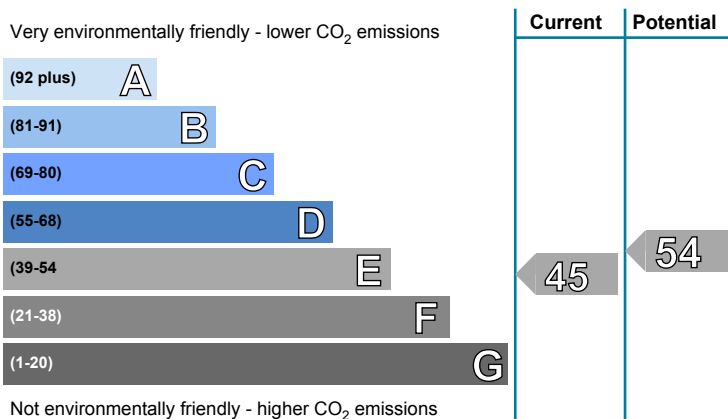 Current Potential
Very environmentally friendly - lower CO2 emissions
(92 plus) A
(81-91) B
(69-80) C
(55-68) D
(39-54 E
45
54
(21-38) F
(1-20) G
Not environmentally friendly - higher CO2 emissions